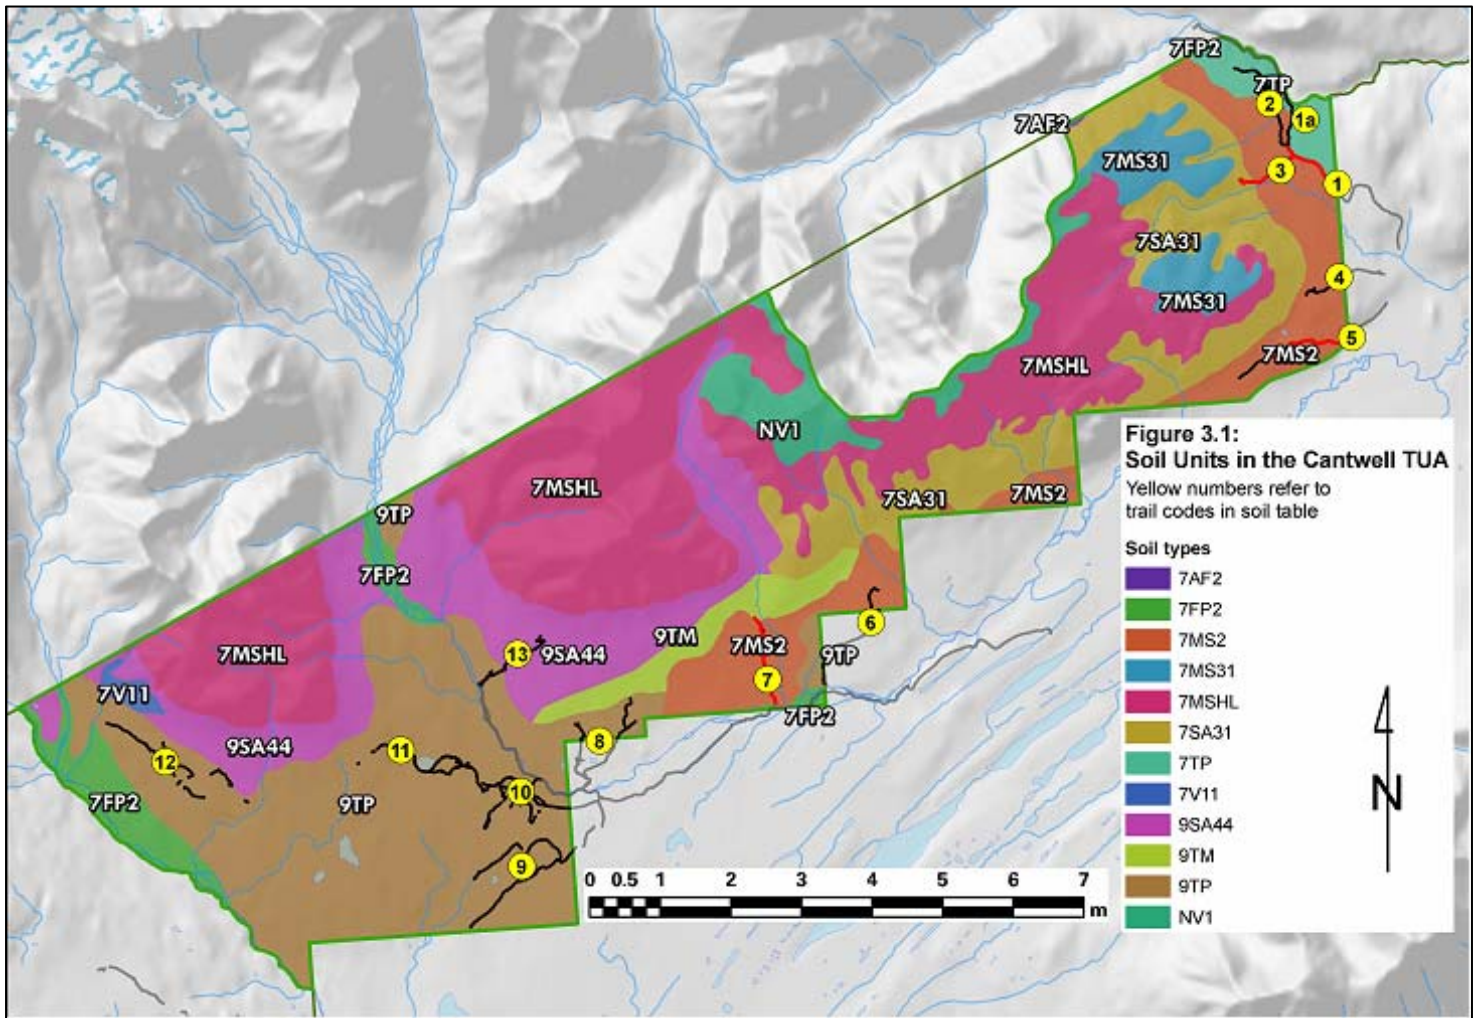 7FP2
7TP
2
1a
7AF2
7MS31
3
1
7SA31
4
7MS31
5
7MS2
7MSHL
NV1
7MSHL
7SA31
7MS2
9TP
7FP2
6
9TM
7MS2
13
9SA44
9TP
7MSHL
7
7V11
7FP2
8
9SA44
11
12
10
7FP2
9TP
9
0 0.5 1 2 3 4 5 6 7
m
Figure 3.1:
Soil Units in the Cantwell TUA
Yellow numbers refer to
trail codes in soil table
Soil types
7AF2
7FP2
7MS2
7MS31
7MSHL
7SA31
7TP
7V11
9SA44
9TM
9TP
NV1
N